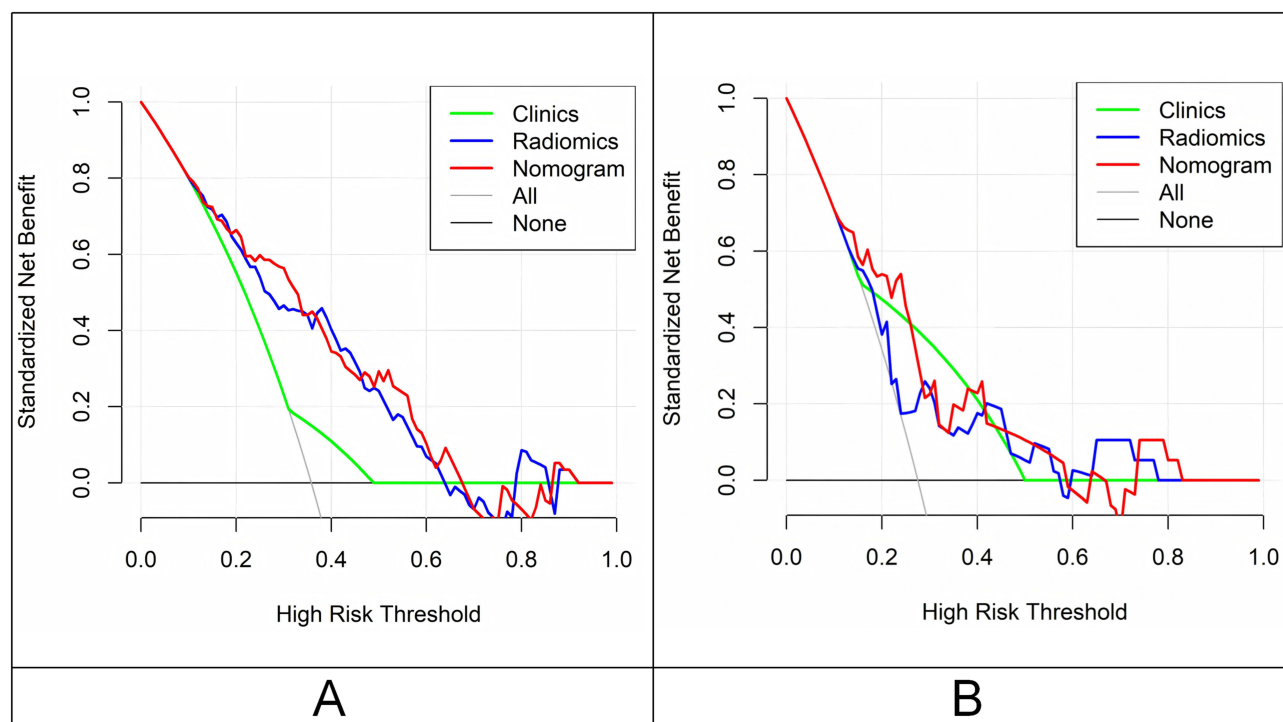 Standardized Net Benefit
1.0
0.8
0.6
0.4
0.2
0.0
Clinics
Radiomics
Nomogram
All
None
0.0 0.2 0.4 0.6 0.8 1.0
High Risk Threshold
A
Standardized Net Benefit
1.0
0.8
0.6
0.4
0.2
0.0
Clinics
Radiomics
Nomogram
All
None
0.0 0.2 0.4 0.6 0.8 1.0
High Risk Threshold
B